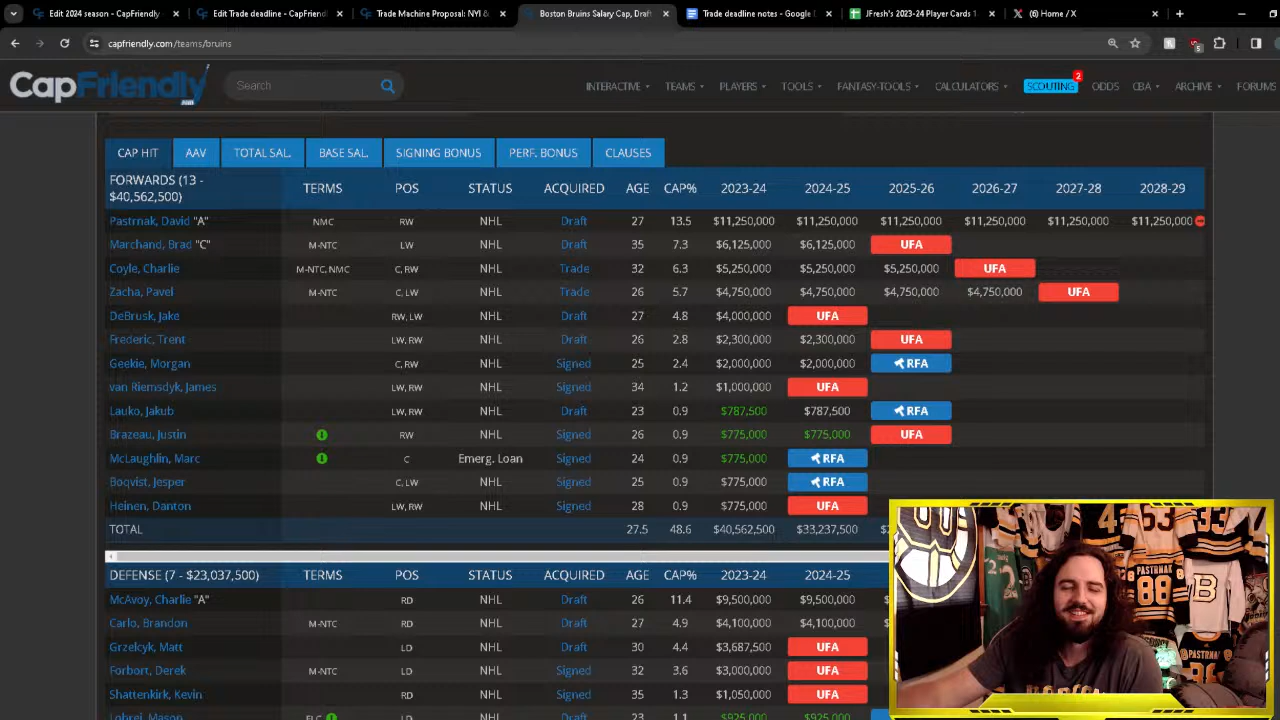 Edit 2024 season - CapFriendly
Edit Trade deadline - CapFrien
Trade Machine Proposal: NYI &
Boston Bruins Salary Cap, Draft
Trade deadline notes - Google
JFresh's 2023-24 Player Cards
(6) Home / X
capfriendly.com/teams/bruins
CapFriendly
Search
INTERACTIVE TEAMS PLAYERS TOOLS FANTASY-TOOLS CALCULATORS SCOUTING 2 ODDS CBA ARCHIVE FORUMS
CAP HIT AAV TOTAL SAL. BASE SAL. SIGNING BONUS PERF. BONUS CLAUSES
FORWARDS (13 - $40,562,500) TERMS POS STATUS ACQUIRED AGE CAP% 2023-24 2024-25 2025-26 2026-27 2027-28 2028-29
Pastrnak, David "A" NMC RW NHL Draft 27 13.5 $11,250,000 $11,250,000 $11,250,000 $11,250,000 $11,250,000 $11,250,000
Marchand, Brad "C" M-NTC LW NHL Draft 35 7.3 $6,125,000 $6,125,000 UFA
Coyle, Charlie M-NTC, NMC C, RW NHL Trade 32 6.3 $5,250,000 $5,250,000 $5,250,000 UFA
Zacha, Pavel M-NTC C, LW NHL Trade 26 5.7 $4,750,000 $4,750,000 $4,750,000 $4,750,000 UFA
DeBrusk, Jake RW, LW NHL Draft 27 4.8 $4,000,000 UFA
Frederic, Trent LW, RW NHL Draft 26 2.8 $2,300,000 $2,300,000 UFA
Geekie, Morgan C, RW NHL Signed 25 2.4 $2,000,000 $2,000,000 RFA
van Riemsdyk, James LW, RW NHL Signed 34 1.2 $1,000,000 UFA
Lauko, Jakub LW, RW NHL Draft 23 0.9 $787,500 $787,500 RFA
Brazeau, Justin RW NHL Signed 26 0.9 $775,000 $775,000 UFA
McLaughlin, Marc C Emerg. Loan Signed 24 0.9 $775,000 RFA
Boqvist, Jesper C, LW NHL Signed 25 0.9 $775,000 RFA
Heinen, Danton LW, RW NHL Signed 28 0.9 $775,000 UFA
TOTAL 27.5 48.6 $40,562,500 $33,237,500
DEFENSE (7 - $23,037,500) TERMS POS STATUS ACQUIRED AGE CAP% 2023-24 2024-25
McAvoy, Charlie "A" RD NHL Draft 26 11.4 $9,500,000 $9,500,000
Carlo, Brandon M-NTC RD NHL Draft 27 4.9 $4,100,000 $4,100,000
Grzelcyk, Matt LD NHL Draft 30 4.4 $3,687,500 UFA
Forbort, Derek M-NTC LD NHL Signed 32 3.6 $3,000,000 UFA
Shattenkirk, Kevin RD NHL Signed 35 1.3 $1,050,000 UFA
Lohrei, Mason ELC LD NHL Draft 23 1.1 $925,000 $925,000
PASTRNAK
88
B
33